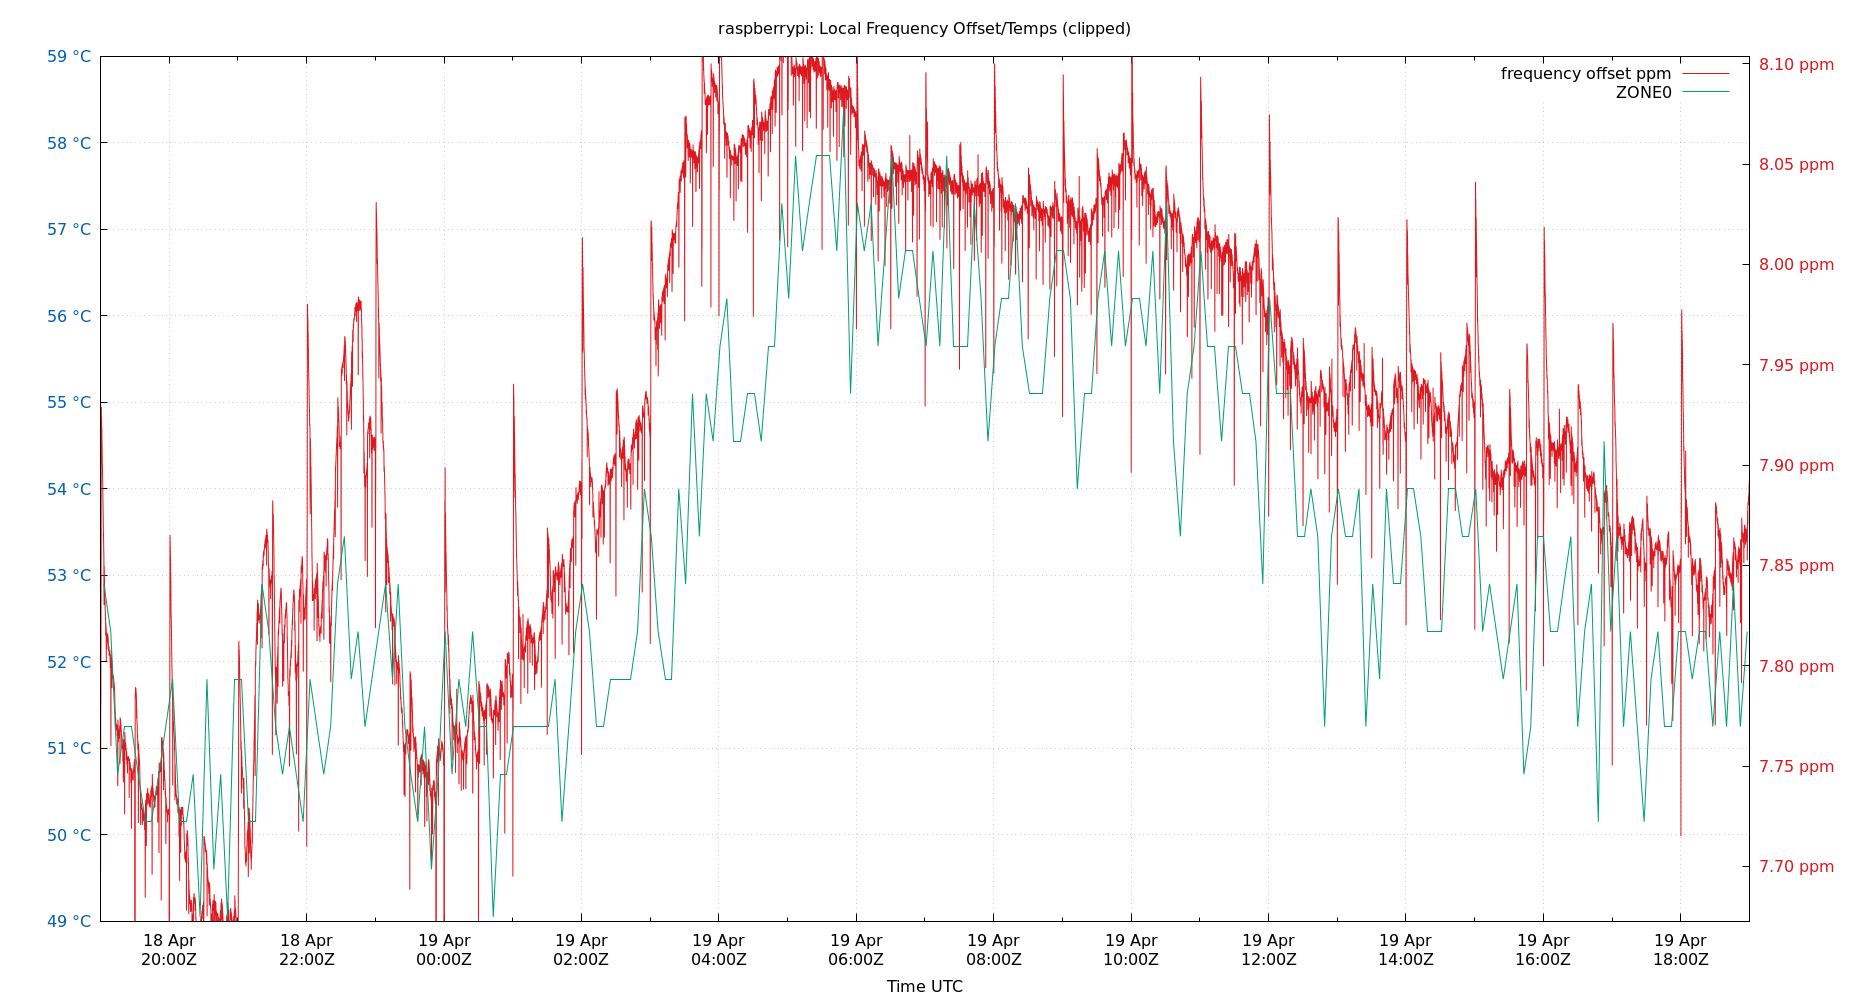 raspberrypi: Local Frequency Offset/Temps (clipped)
frequency offset ppm
ZONE0
59 °C
58 °C
57 °C
56 °C
55 °C
54 °C
53 °C
52 °C
51 °C
50 °C
49 °C
8.10 ppm
8.05 ppm
8.00 ppm
7.95 ppm
7.90 ppm
7.85 ppm
7.80 ppm
7.75 ppm
7.70 ppm
18 Apr
20:00Z
18 Apr
22:00Z
19 Apr
00:00Z
19 Apr
02:00Z
19 Apr
04:00Z
19 Apr
06:00Z
19 Apr
08:00Z
19 Apr
10:00Z
19 Apr
12:00Z
19 Apr
14:00Z
19 Apr
16:00Z
19 Apr
18:00Z
Time UTC